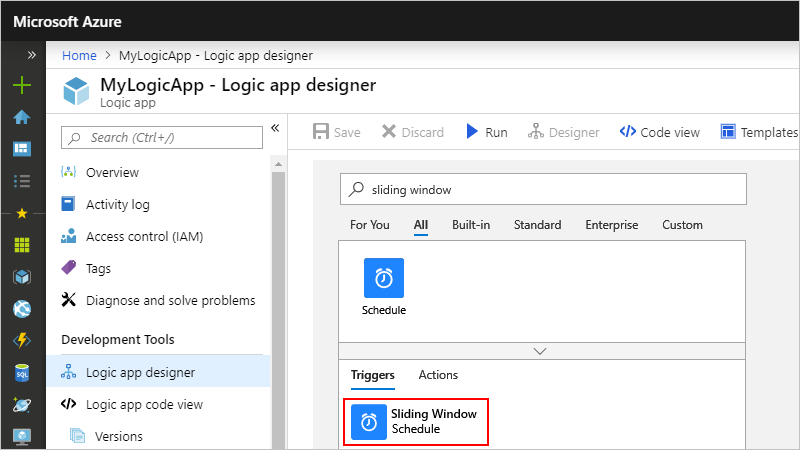 Microsoft Azure
»
Home > MyLogicApp - Logic app designer
MyLogicApp - Logic app designer
Logic app
Search (Ctrl+/)
«
Overview
Activity log
Access control (IAM)
Tags
Diagnose and solve problems
Development Tools
Logic app designer
Logic app code view
Versions
Save Discard Run Designer Code view Templates
sliding window
For You All Built-in Standard Enterprise Custom
Schedule
Triggers Actions
Sliding Window
Schedule
SQL